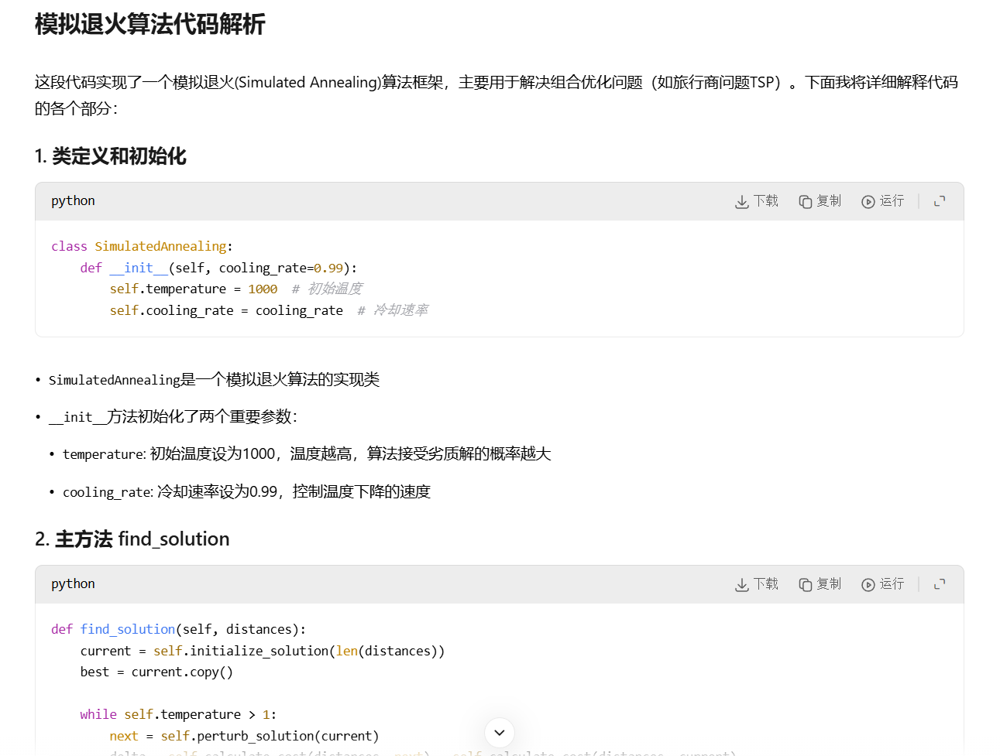 模拟退火算法代码解析
这段代码实现了一个模拟退火(Simulated Annealing)算法框架，主要用于解决组合优化问题（如旅行商问题TSP）。下面我将详细解释代码
的各个部分：
1. 类定义和初始化
python 下载 复制 运行
class SimulatedAnnealing:
    def __init__(self, cooling_rate=0.99):
        self.temperature = 1000  # 初始温度
        self.cooling_rate = cooling_rate  # 冷却速率
• SimulatedAnnealing是一个模拟退火算法的实现类
• __init__方法初始化了两个重要参数：
• temperature: 初始温度设为1000，温度越高，算法接受劣质解的概率越大
• cooling_rate: 冷却速率设为0.99，控制温度下降的速度
2. 主方法 find_solution
python 下载 复制 运行
def find_solution(self, distances):
    current = self.initialize_solution(len(distances))
    best = current.copy()
    while self.temperature > 1:
        next = self.perturb_solution(current)
        delta = self.calculate_cost(distances, next) - self.calculate_cost(distances, current)